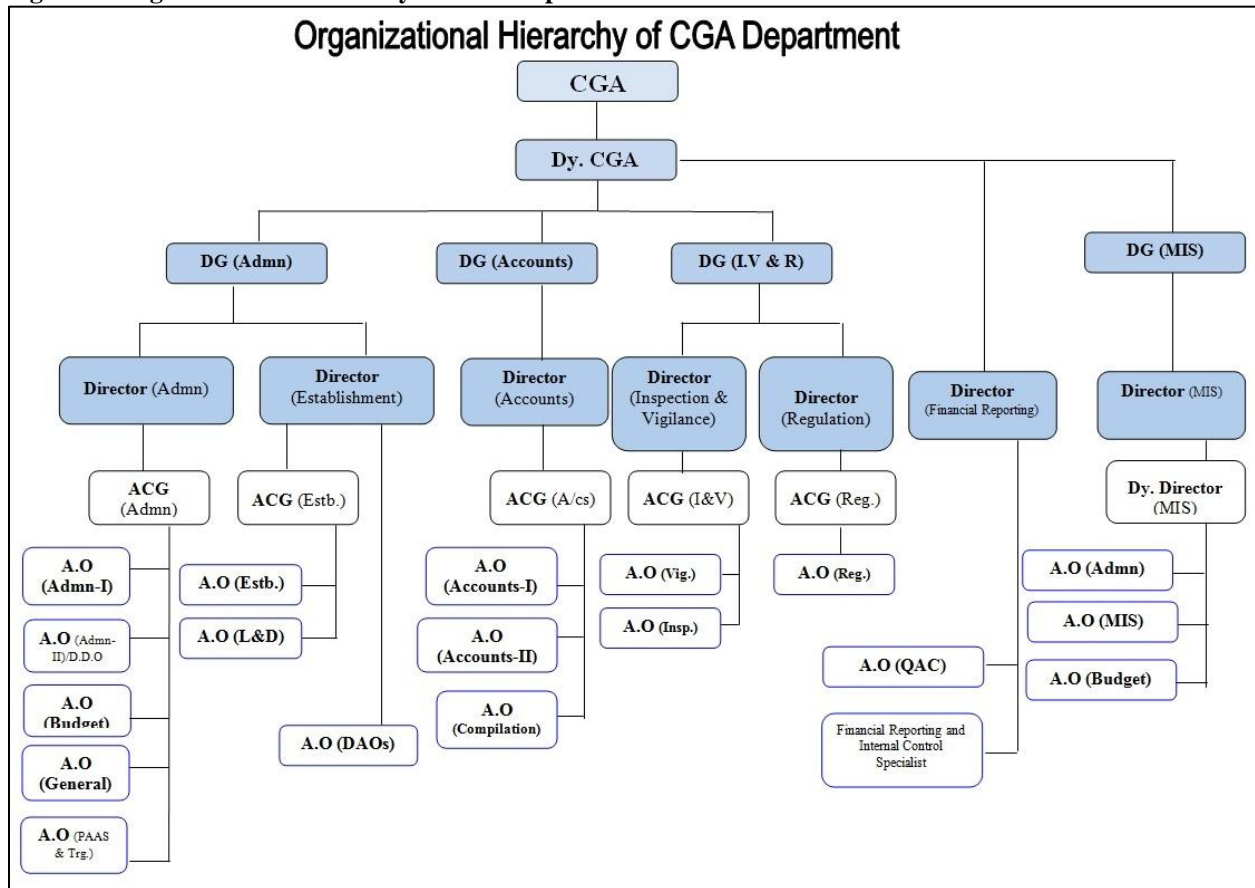 Organizational Hierarchy of CGA Department
CGA
Dy. CGA
DG (Admn)
DG (Accounts)
DG (I.V & R)
DG (MIS)
Director (Admn)
Director
(Establishment)
Director
(Accounts)
Director
(Inspection &
Vigilance)
Director
(Regulation)
Director
(Financial Reporting)
Director (MIS)
ACG
(Admn)
ACG (Estb.)
ACG (A/cs)
ACG (I&V)
ACG (Reg.)
Dy. Director
(MIS)
A.O
(Admn-I)
A.O (Admn-
II)/D.D.O
A.O
(Budget)
A.O
(General)
A.O (PAAS
& Trg.)
A.O (Estb.)
A.O (L&D)
A.O (DAOs)
A.O
(Accounts-I)
A.O
(Accounts-II)
A.O
(Compilation)
A.O (Vig.)
A.O (Insp.)
A.O (Reg.)
A.O (QAC)
Financial Reporting and
Internal Control
Specialist
A.O (Admn)
A.O (MIS)
A.O (Budget)